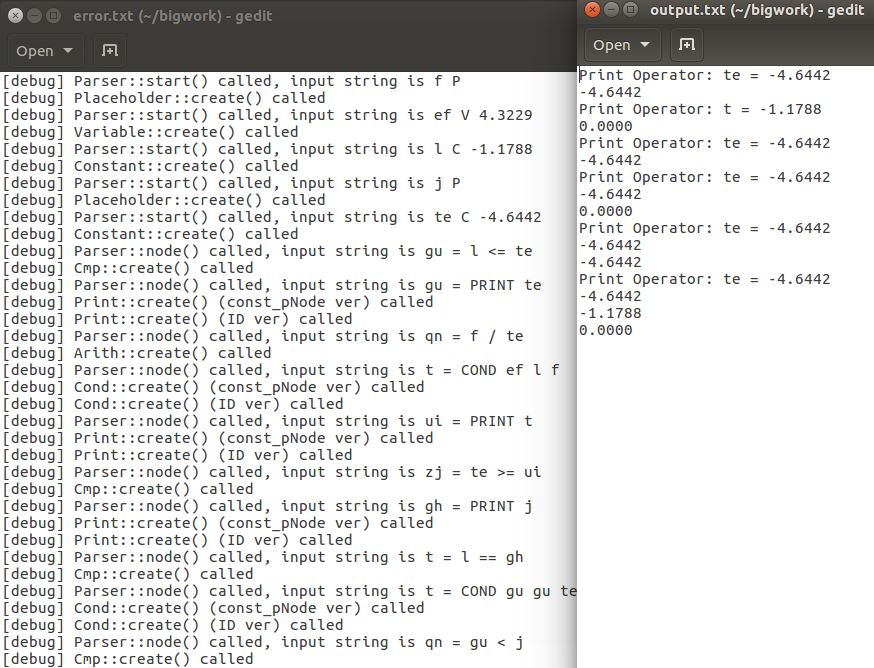 error.txt (~/bigwork) - gedit
Open
[debug] Parser::start() called, input string is f P
[debug] Placeholder::create() called
[debug] Parser::start() called, input string is ef V 4.3229
[debug] Variable::create() called
[debug] Parser::start() called, input string is l C -1.1788
[debug] Constant::create() called
[debug] Parser::start() called, input string is j P
[debug] Placeholder::create() called
[debug] Parser::start() called, input string is te C -4.6442
[debug] Constant::create() called
[debug] Parser::node() called, input string is gu = l <= te
[debug] Cmp::create() called
[debug] Parser::node() called, input string is gu = PRINT te
[debug] Print::create() (const_pNode ver) called
[debug] Print::create() (ID ver) called
[debug] Parser::node() called, input string is qn = f / te
[debug] Arith::create() called
[debug] Parser::node() called, input string is t = COND ef l f
[debug] Cond::create() (const_pNode ver) called
[debug] Cond::create() (ID ver) called
[debug] Parser::node() called, input string is ui = PRINT t
[debug] Print::create() (const_pNode ver) called
[debug] Print::create() (ID ver) called
[debug] Parser::node() called, input string is zj = te >= ui
[debug] Cmp::create() called
[debug] Parser::node() called, input string is gh = PRINT j
[debug] Print::create() (const_pNode ver) called
[debug] Print::create() (ID ver) called
[debug] Parser::node() called, input string is t = l == gh
[debug] Cmp::create() called
[debug] Parser::node() called, input string is t = COND gu gu te
[debug] Cond::create() (const_pNode ver) called
[debug] Cond::create() (ID ver) called
[debug] Parser::node() called, input string is qn = gu < j
[debug] Cmp::create() called
output.txt (~/bigwork) - gedit
Open
Print Operator: te = -4.6442
-4.6442
Print Operator: t = -1.1788
0.0000
Print Operator: te = -4.6442
-4.6442
Print Operator: te = -4.6442
-4.6442
0.0000
Print Operator: te = -4.6442
-4.6442
-4.6442
Print Operator: te = -4.6442
-4.6442
-1.1788
0.0000